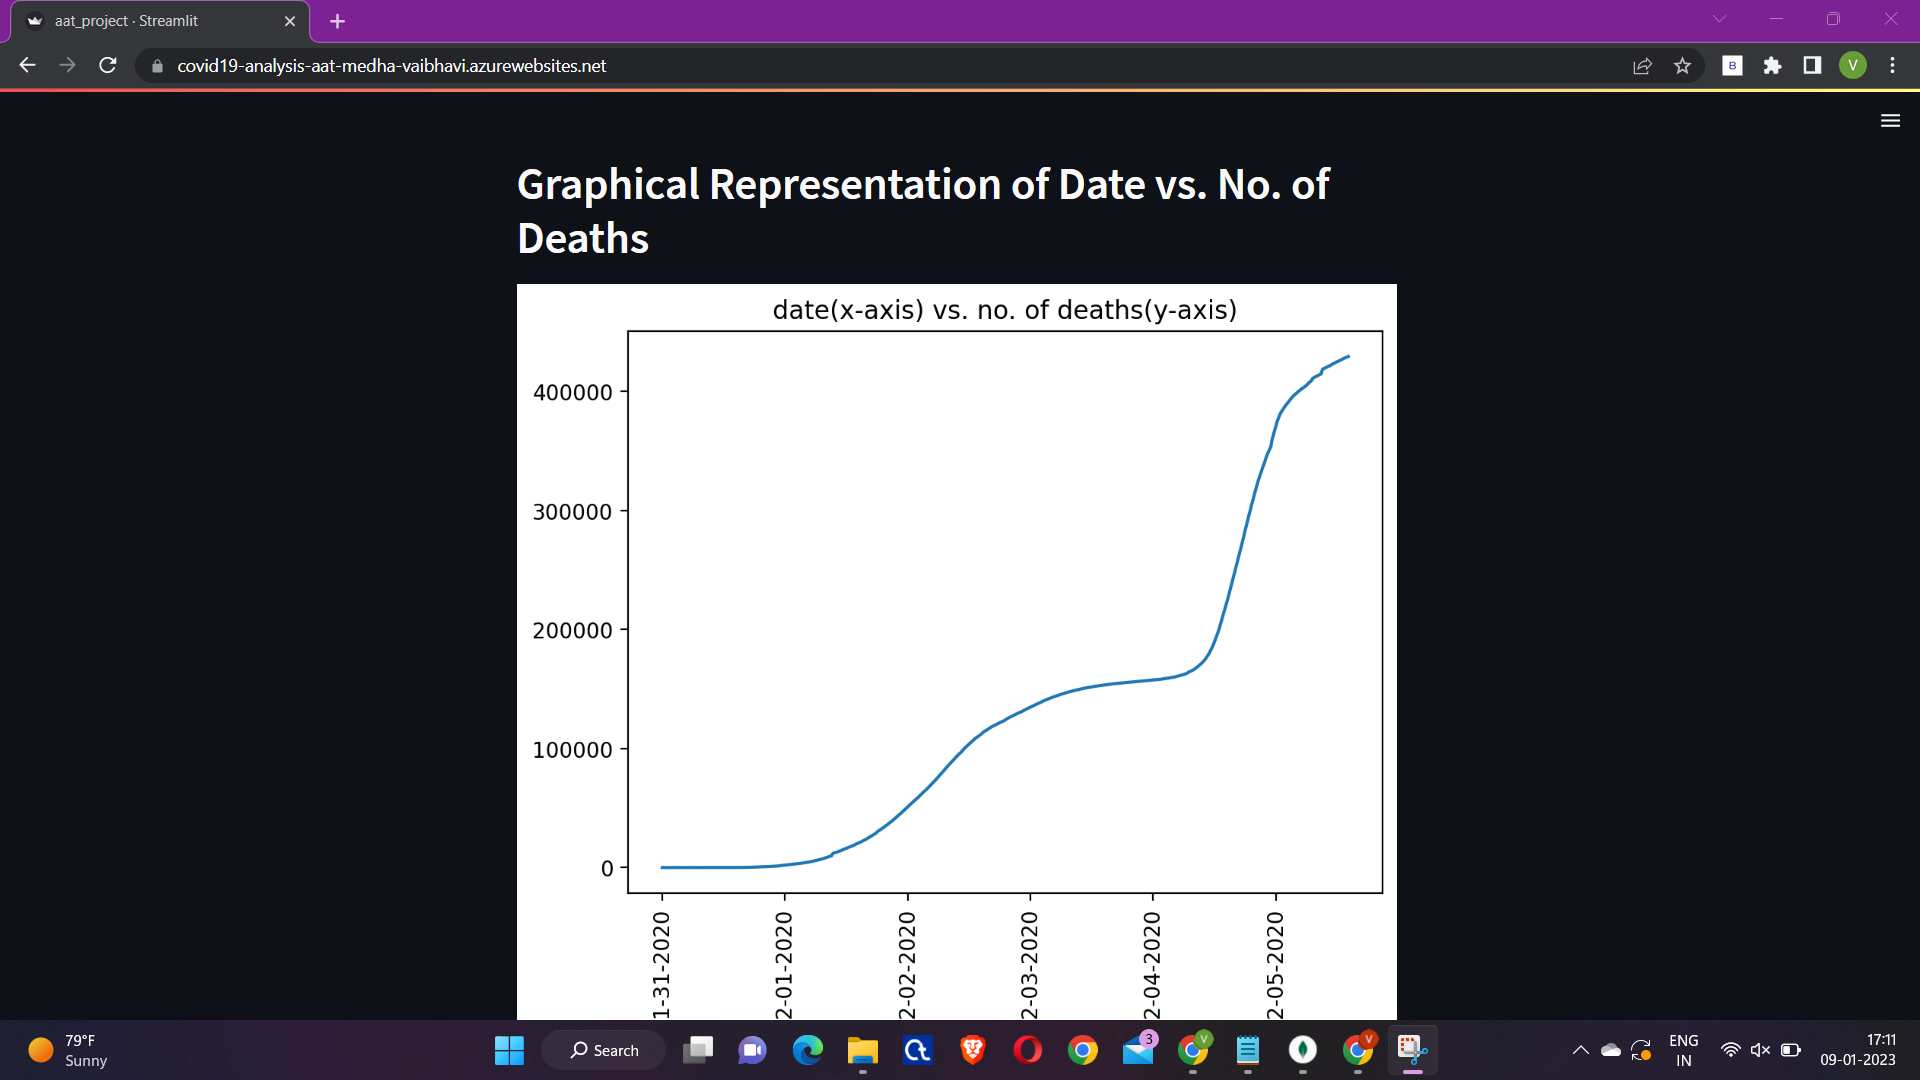 aat_project · Streamlit
covid19-analysis-aat-medha-vaibhavi.azurewebsites.net
B
V
Graphical Representation of Date vs. No. of
Deaths
date(x-axis) vs. no. of deaths(y-axis)
400000
300000
200000
100000
0
1-31-2020
2-01-2020
2-02-2020
2-03-2020
2-04-2020
2-05-2020
79°F
Sunny
Search
Ct
3
V
V
ENG
IN
17:11
09-01-2023